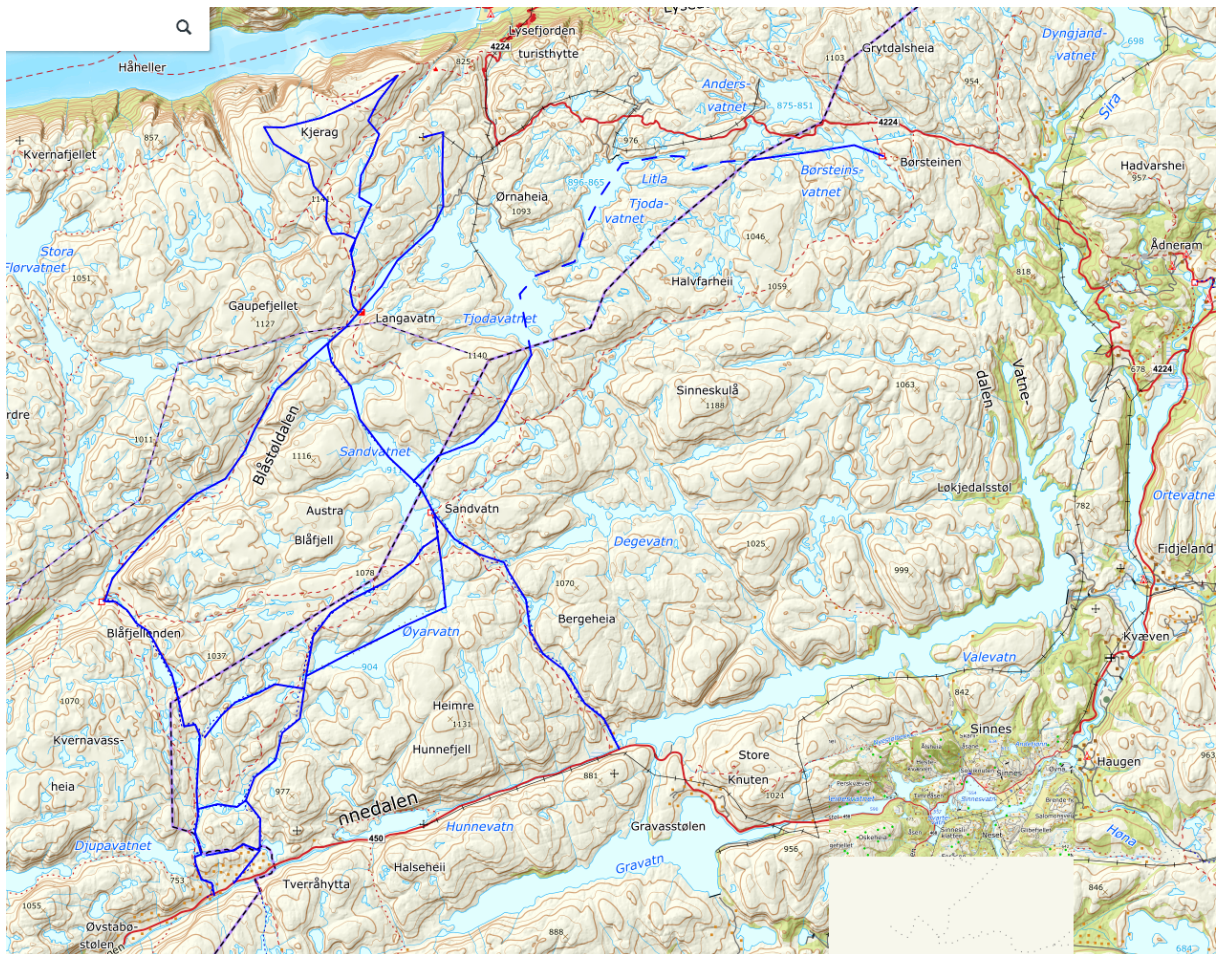 Lysefjorden
turisthytte
4224
825
Håheller
Grytdalsheia
1103
Dyngjand-
vatnet
698
Anders-
vatnet
875-851
954
Sira
4224
Kjerag
857
Kvernafjellet
976
Børsteinen
Hadvarshei
957
896-865
Litla
Tjoda-
vatnet
Børsteins-
vatnet
Ørnaheia
1093
1141
1046
Ådneram
Stora
Flørvatnet
1051
Halvfarheii
1059
818
Gaupefjellet
1127
Langavatn
Tjodavatnet
1140
Vatne-
dalen
678
4224
1063
Sinneskulå
1188
1011
Blåstøldalen
1116
Sandvatnet
Løkjedalsstøl
Ortevatnet
782
Austra
Blåfjell
Sandvatn
Degevatn
1025
999
Fidjeland
1078
1070
Bergeheia
Blåfjellenden
1037
Øyarvatn
904
Kvæven
Valevatn
1070
Heimre
1131
Hunnefjell
842
Sinnes
Kvernavass-
heia
Store
Knuten
1021
881
Haugen
963
977
nnedalen
Hunnevatn
450
Gravasstølen
Djupavatnet
753
Halseheii
Gravatn
956
Høna
Tverråhytta
846
1055
Øvstabø-
stølen
888
684